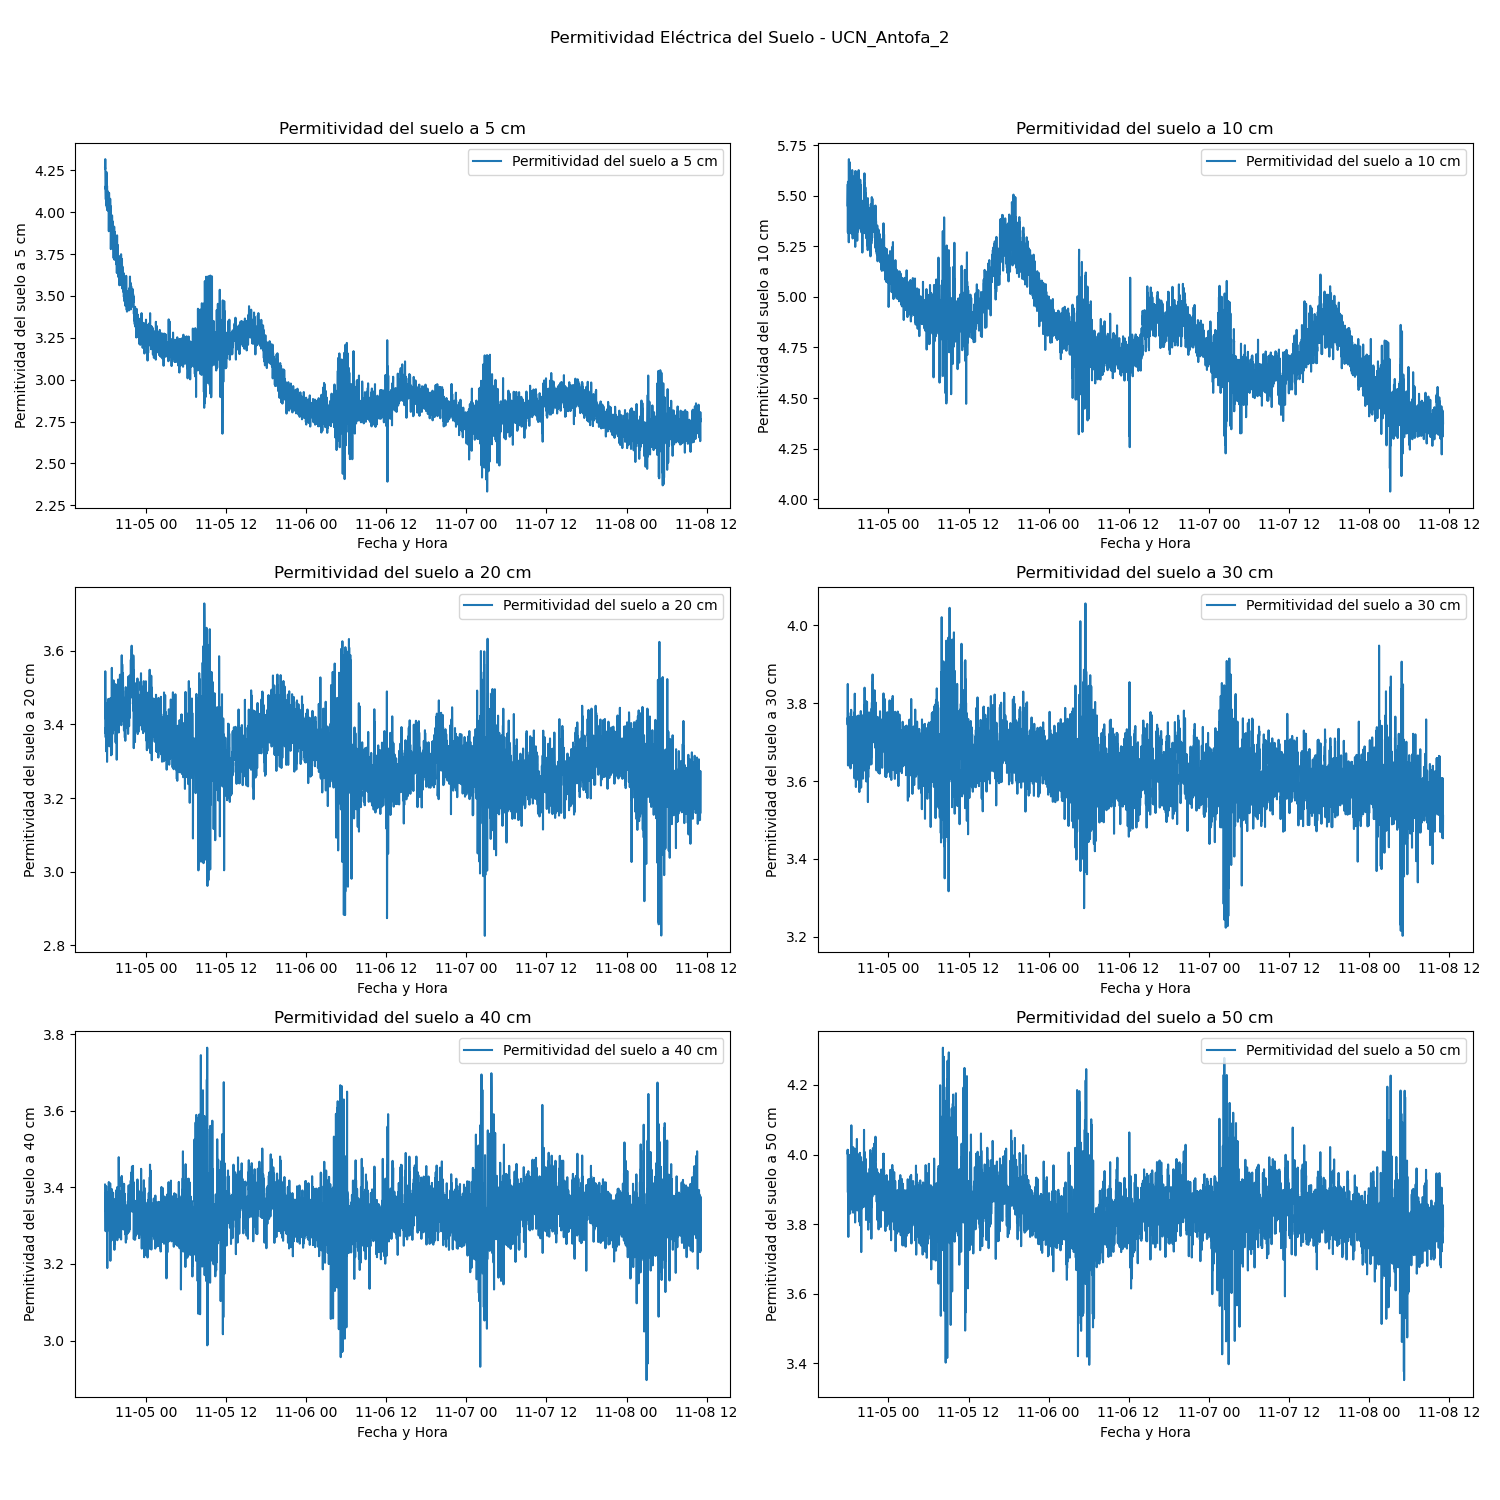 Permitividad Eléctrica del Suelo - UCN_Antofa_2
Permitividad del suelo a 5 cm
Permitividad del suelo a 5 cm
Permitividad del suelo a 5 cm
4.25
4.00
3.75
3.50
3.25
3.00
2.75
2.50
2.25
11-05 00 11-05 12 11-06 00 11-06 12 11-07 00 11-07 12 11-08 00 11-08 12
Fecha y Hora
Permitividad del suelo a 10 cm
Permitividad del suelo a 10 cm
Permitividad del suelo a 10 cm
5.75
5.50
5.25
5.00
4.75
4.50
4.25
4.00
11-05 00 11-05 12 11-06 00 11-06 12 11-07 00 11-07 12 11-08 00 11-08 12
Fecha y Hora
Permitividad del suelo a 20 cm
Permitividad del suelo a 20 cm
Permitividad del suelo a 20 cm
3.6
3.4
3.2
3.0
2.8
11-05 00 11-05 12 11-06 00 11-06 12 11-07 00 11-07 12 11-08 00 11-08 12
Fecha y Hora
Permitividad del suelo a 30 cm
Permitividad del suelo a 30 cm
Permitividad del suelo a 30 cm
4.0
3.8
3.6
3.4
3.2
11-05 00 11-05 12 11-06 00 11-06 12 11-07 00 11-07 12 11-08 00 11-08 12
Fecha y Hora
Permitividad del suelo a 40 cm
Permitividad del suelo a 40 cm
Permitividad del suelo a 40 cm
3.8
3.6
3.4
3.2
3.0
11-05 00 11-05 12 11-06 00 11-06 12 11-07 00 11-07 12 11-08 00 11-08 12
Fecha y Hora
Permitividad del suelo a 50 cm
Permitividad del suelo a 50 cm
Permitividad del suelo a 50 cm
4.2
4.0
3.8
3.6
3.4
11-05 00 11-05 12 11-06 00 11-06 12 11-07 00 11-07 12 11-08 00 11-08 12
Fecha y Hora